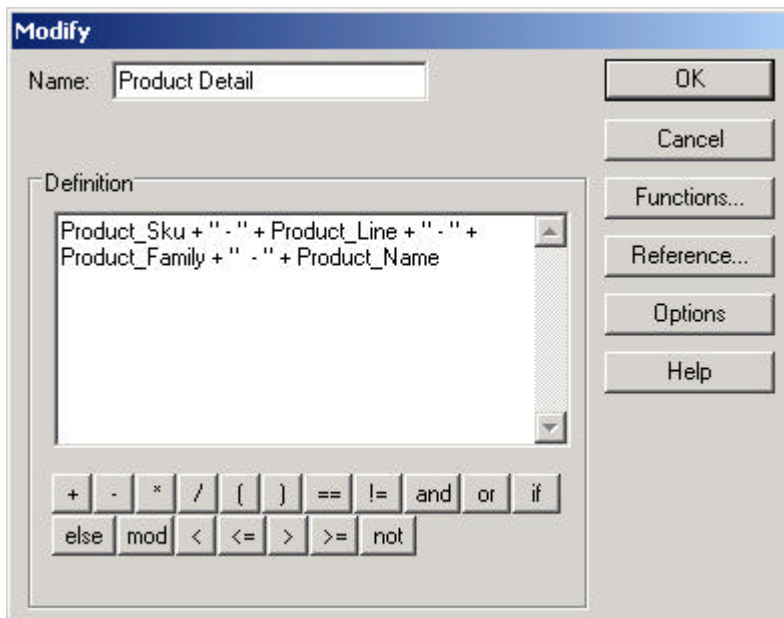 Modify
Name: Product Detail
OK
Cancel
Functions...
Reference...
Options
Help
Definition
Product_Sku + " - " + Product_Line + " - " +
Product_Family + "  - " + Product_Name
+ - * / ( ) == != and or if
else mod < <= > >= not